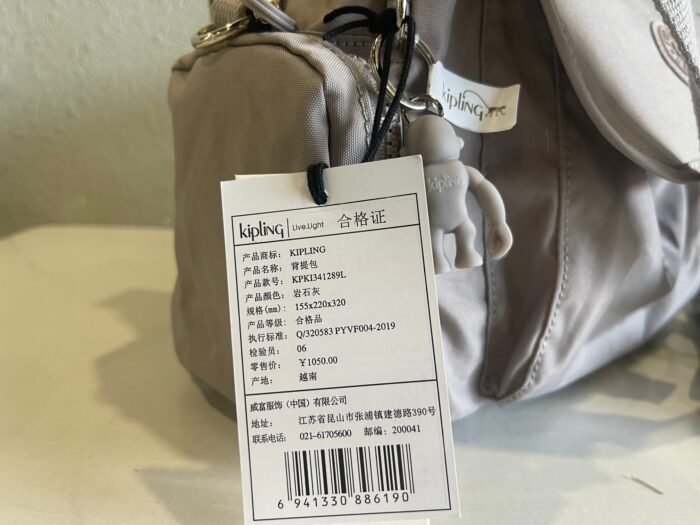 kipling
kipling
kipling Live.Light 合格证
产品商标: KIPLING
产品名称: 背提包
产品款号: KPKI341289L
产品颜色: 岩石灰
规格(mm): 155x220x320
产品等级: 合格品
执行标准: Q/320583 PYVF004-2019
检验员: 06
零售价: ¥1050.00
产地: 越南
威富服饰(中国)有限公司
地址: 江苏省昆山市张浦镇建德路390号
联系电话: 021-61705600 邮编: 200041
6 941330 886190